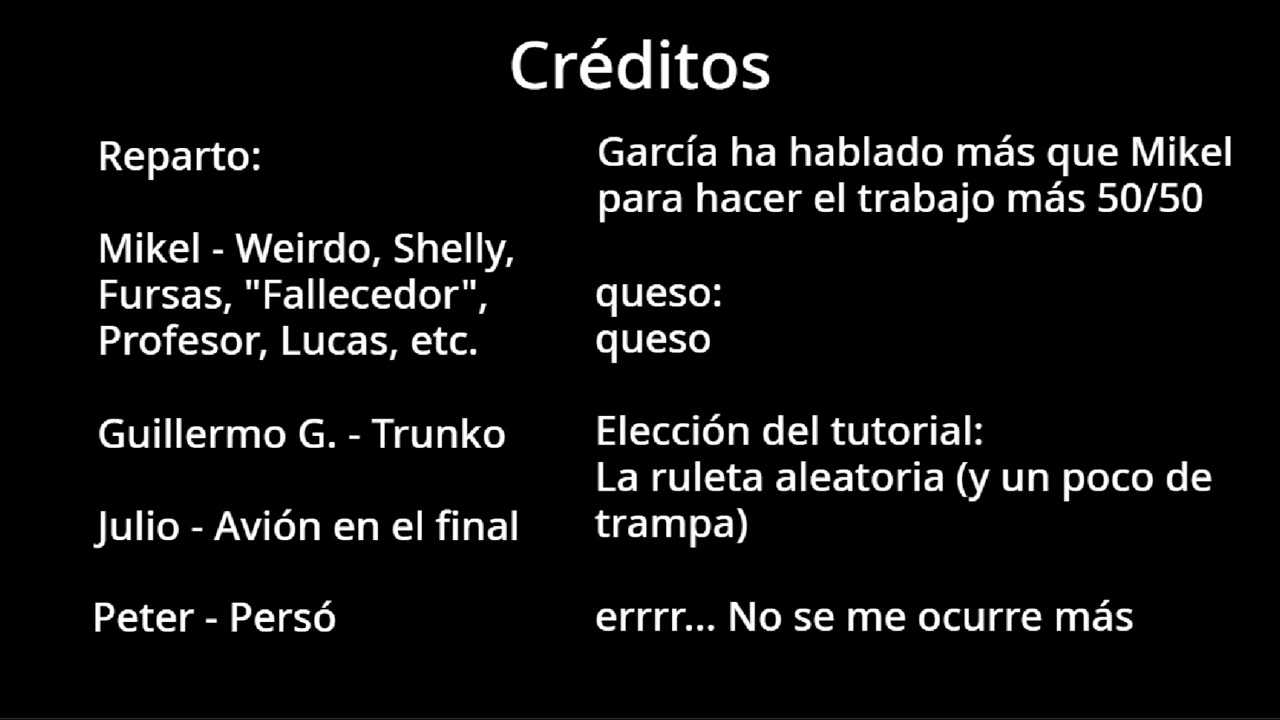 Créditos
Reparto:
Mikel - Weirdo, Shelly,
Fursas, "Fallecedor",
Profesor, Lucas, etc.
Guillermo G. - Trunko
Julio - Avión en el final
Peter - Persó
García ha hablado más que Mikel
para hacer el trabajo más 50/50
queso:
queso
Elección del tutorial:
La ruleta aleatoria (y un poco de
trampa)
errrr... No se me ocurre más